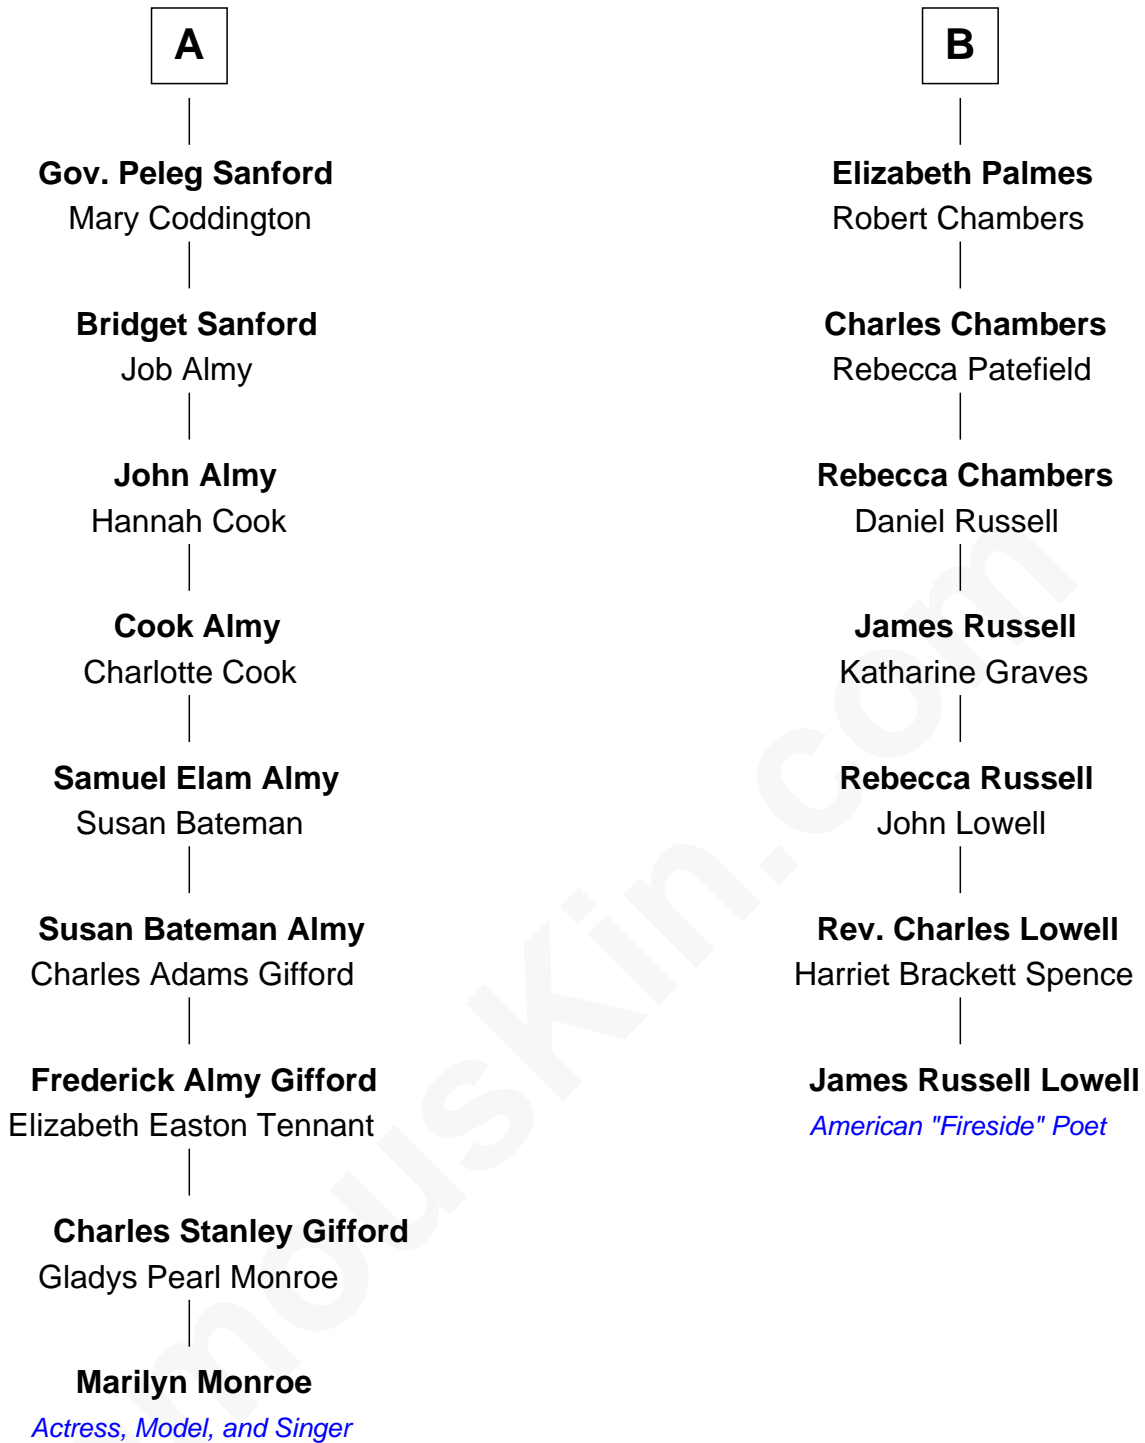 A
Gov. Peleg Sanford
Mary Coddington
Bridget Sanford
Job Almy
John Almy
Hannah Cook
Cook Almy
Charlotte Cook
Samuel Elam Almy
Susan Bateman
Susan Bateman Almy
Charles Adams Gifford
Frederick Almy Gifford
Elizabeth Easton Tennant
Charles Stanley Gifford
Gladys Pearl Monroe
Marilyn Monroe
Actress, Model, and Singer
B
Elizabeth Palmes
Robert Chambers
Charles Chambers
Rebecca Patefield
Rebecca Chambers
Daniel Russell
James Russell
Katharine Graves
Rebecca Russell
John Lowell
Rev. Charles Lowell
Harriet Brackett Spence
James Russell Lowell
American "Fireside" Poet
mousKin.com